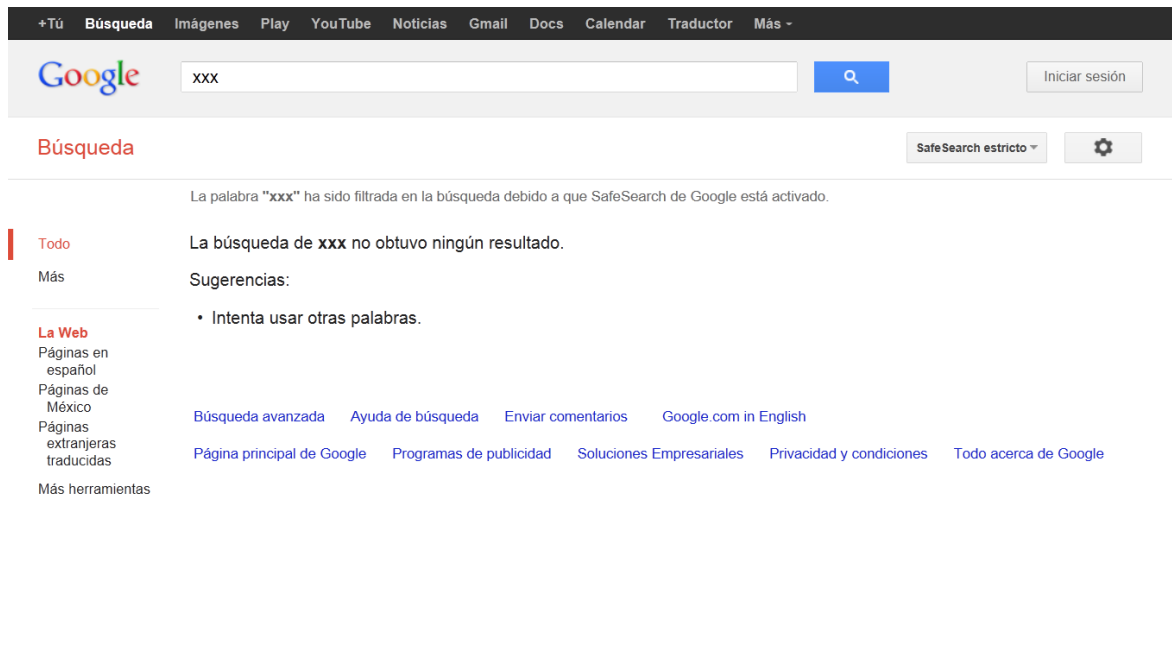 +Tú Búsqueda Imágenes Play YouTube Noticias Gmail Docs Calendar Traductor Más
Google xxx Iniciar sesión
Búsqueda SafeSearch estricto
La palabra "xxx" ha sido filtrada en la búsqueda debido a que SafeSearch de Google está activado.
Todo
Más
La Web
Páginas en
español
Páginas de
México
Páginas
extranjeras
traducidas
Más herramientas
La búsqueda de xxx no obtuvo ningún resultado.
Sugerencias:
• Intenta usar otras palabras.
Búsqueda avanzada Ayuda de búsqueda Enviar comentarios Google.com in English
Página principal de Google Programas de publicidad Soluciones Empresariales Privacidad y condiciones Todo acerca de Google